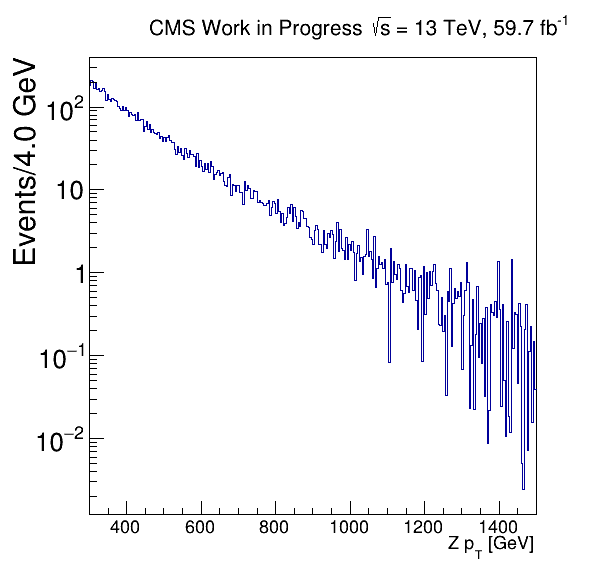 CMS Work in Progress √s = 13 TeV, 59.7 fb⁻¹
Events/4.0 GeV
10²
10
1
10⁻¹
10⁻²
400 600 800 1000 1200 1400
Z p_T [GeV]